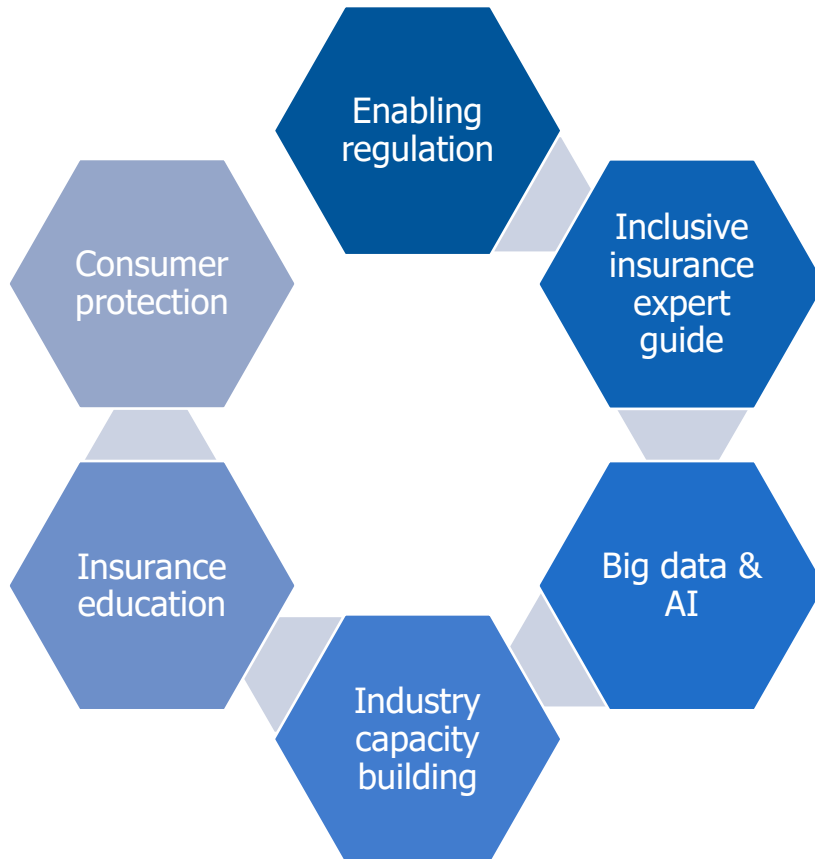 Enabling
regulation
Inclusive
insurance
expert
guide
Big data &
AI
Industry
capacity
building
Insurance
education
Consumer
protection